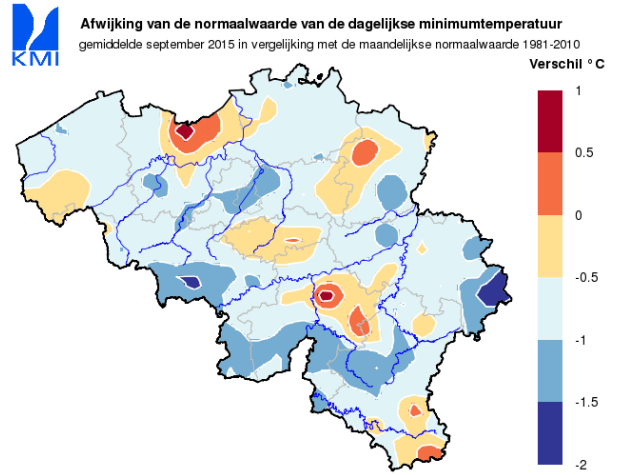 Afwijking van de normaalwaarde van de dagelijkse minimumtemperatuur
gemiddelde september 2015 in vergelijking met de maandelijkse normaalwaarde 1981-2010
KMI
Verschil °C
1
0.5
0
-0.5
-1
-1.5
-2